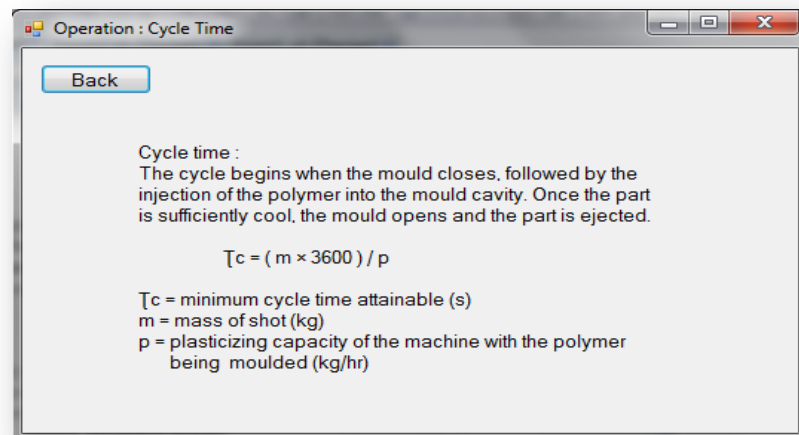 Operation : Cycle Time
Back
Cycle time :
The cycle begins when the mould closes, followed by the
injection of the polymer into the mould cavity. Once the part
is sufficiently cool, the mould opens and the part is ejected.
Ʈc = ( m × 3600 ) / p
Ʈc = minimum cycle time attainable (s)
m = mass of shot (kg)
p = plasticizing capacity of the machine with the polymer
being moulded (kg/hr)